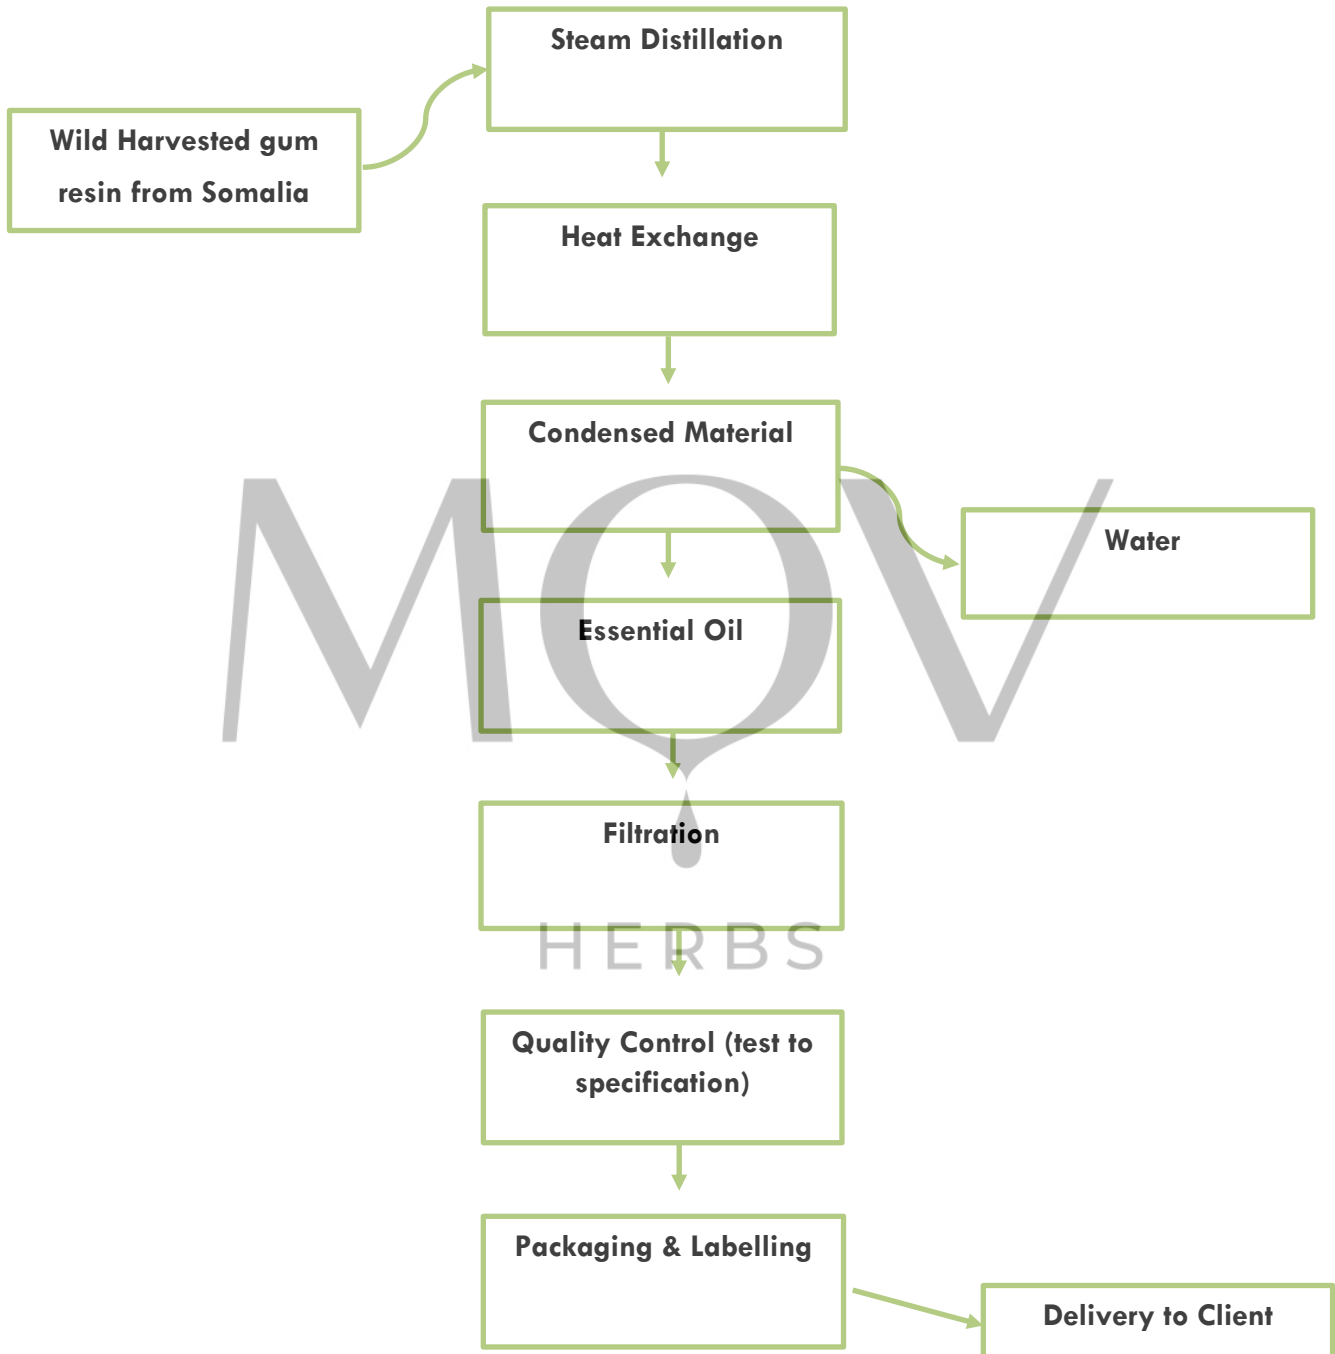 Steam Distillation
Wild Harvested gum
resin from Somalia
Heat Exchange
Condensed Material
Water
Essential Oil
Filtration
Quality Control (test to
specification)
Packaging & Labelling
Delivery to Client
MOV
HERBS